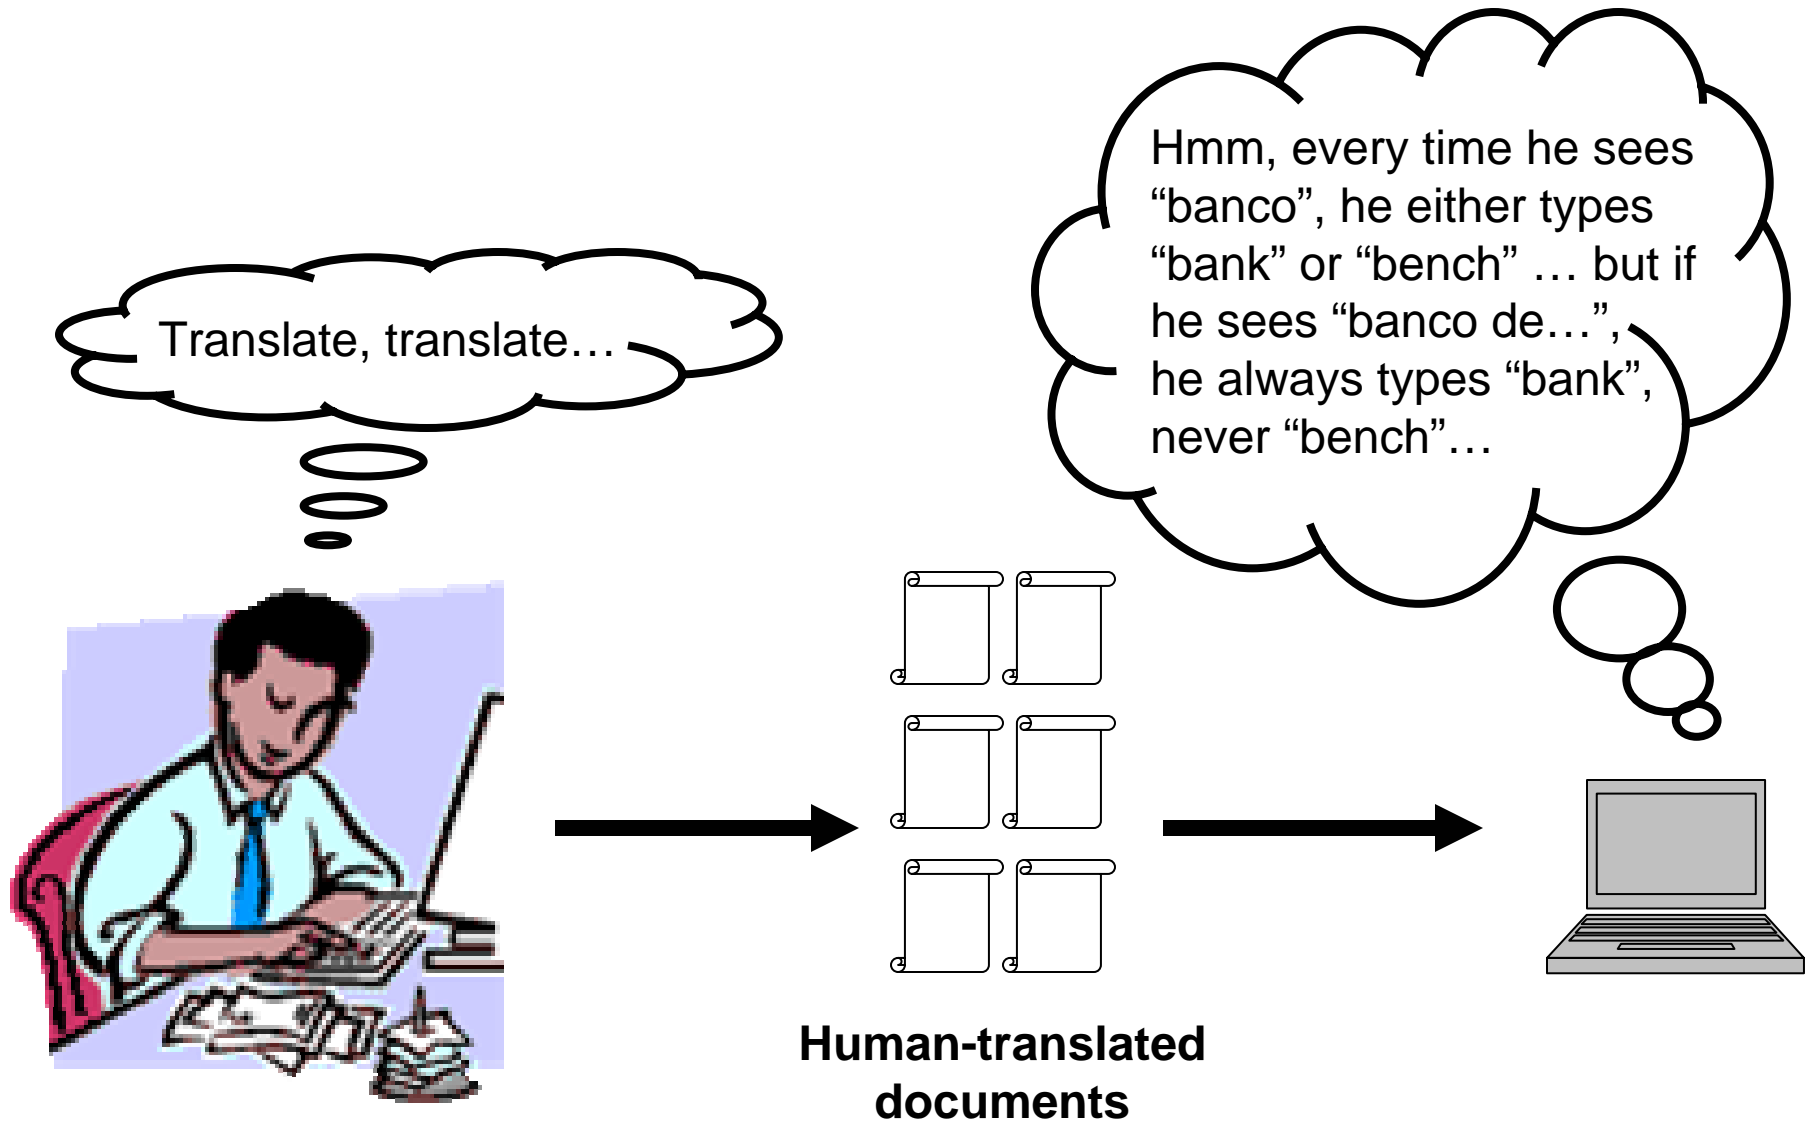 Translate, translate…
Hmm, every time he sees
“banco”, he either types
“bank” or “bench” … but if
he sees “banco de…”,
he always types “bank”,
never “bench”…
Human-translated
documents